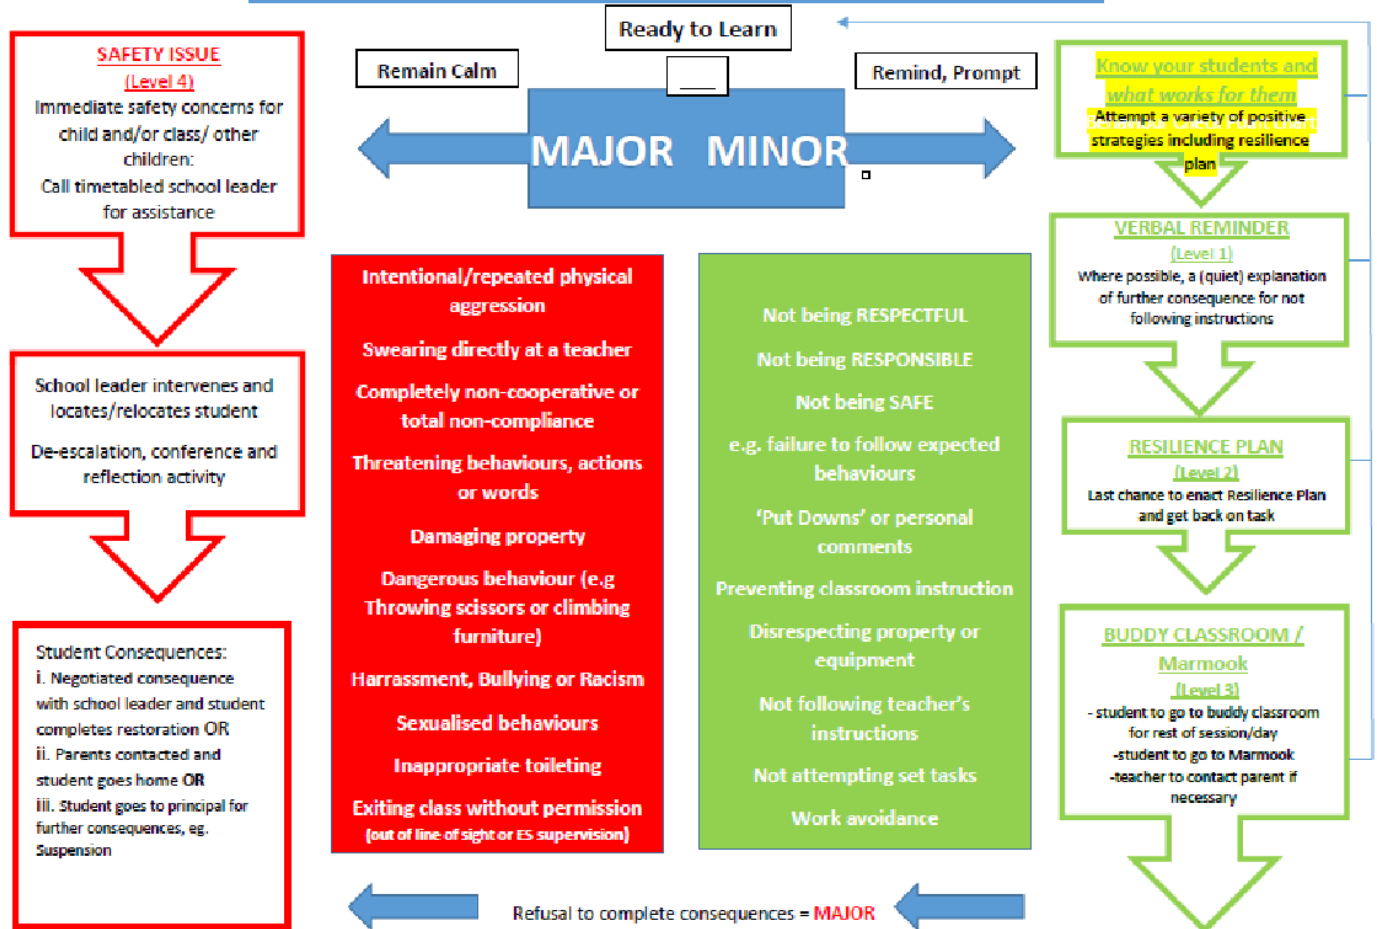 Ready to Learn
Remain Calm
Remind, Prompt
MAJOR MINOR
SAFETY ISSUE
(Level 4)
Immediate safety concerns for
child and/or class/ other
children:
Call timetabled school leader
for assistance
School leader intervenes and
locates/relocates student
De-escalation, conference and
reflection activity
Student Consequences:
i. Negotiated consequence
with school leader and student
completes restoration OR
ii. Parents contacted and
student goes home OR
iii. Student goes to principal for
further consequences, eg.
Suspension
Intentional/repeated physical
aggression
Swearing directly at a teacher
Completely non-cooperative or
total non-compliance
Threatening behaviours, actions
or words
Damaging property
Dangerous behaviour (e.g
Throwing scissors or climbing
furniture)
Harrassment, Bullying or Racism
Sexualised behaviours
Inappropriate toileting
Exiting class without permission
(out of line of sight or ES supervision)
Not being RESPECTFUL
Not being RESPONSIBLE
Not being SAFE
e.g. failure to follow expected
behaviours
'Put Downs' or personal
comments
Preventing classroom instruction
Disrespecting property or
equipment
Not following teacher's
instructions
Not attempting set tasks
Work avoidance
Know your students and
what works for them
Attempt a variety of positive
strategies including resilience
plan
VERBAL REMINDER
(Level 1)
Where possible, a (quiet) explanation
of further consequence for not
following instructions
RESILIENCE PLAN
(Level 2)
Last chance to enact Resilience Plan
and get back on task
BUDDY CLASSROOM /
Marmook
(Level 3)
- student to go to buddy classroom
for rest of session/day
-student to go to Marmook
-teacher to contact parent if
necessary
Refusal to complete consequences = MAJOR